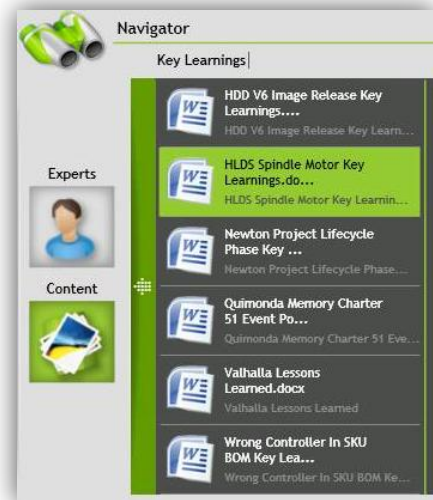 Navigator
Key Learnings
Experts
Content
HDD V6 Image Release Key
Learnings....
HDD V6 Image Release Key Learn...
HLDS Spindle Motor Key
Learnings.do...
HLDS Spindle Motor Key Learnin...
Newton Project Lifecycle
Phase Key ...
Newton Project Lifecycle Phase...
Quimonda Memory Charter
51 Event Po...
Quimonda Memory Charter 51 Eve...
Valhalla Lessons
Learned.docx
Valhalla Lessons Learned
Wrong Controller In SKU
BOM Key Lea...
Wrong Controller In SKU BOM Ke...